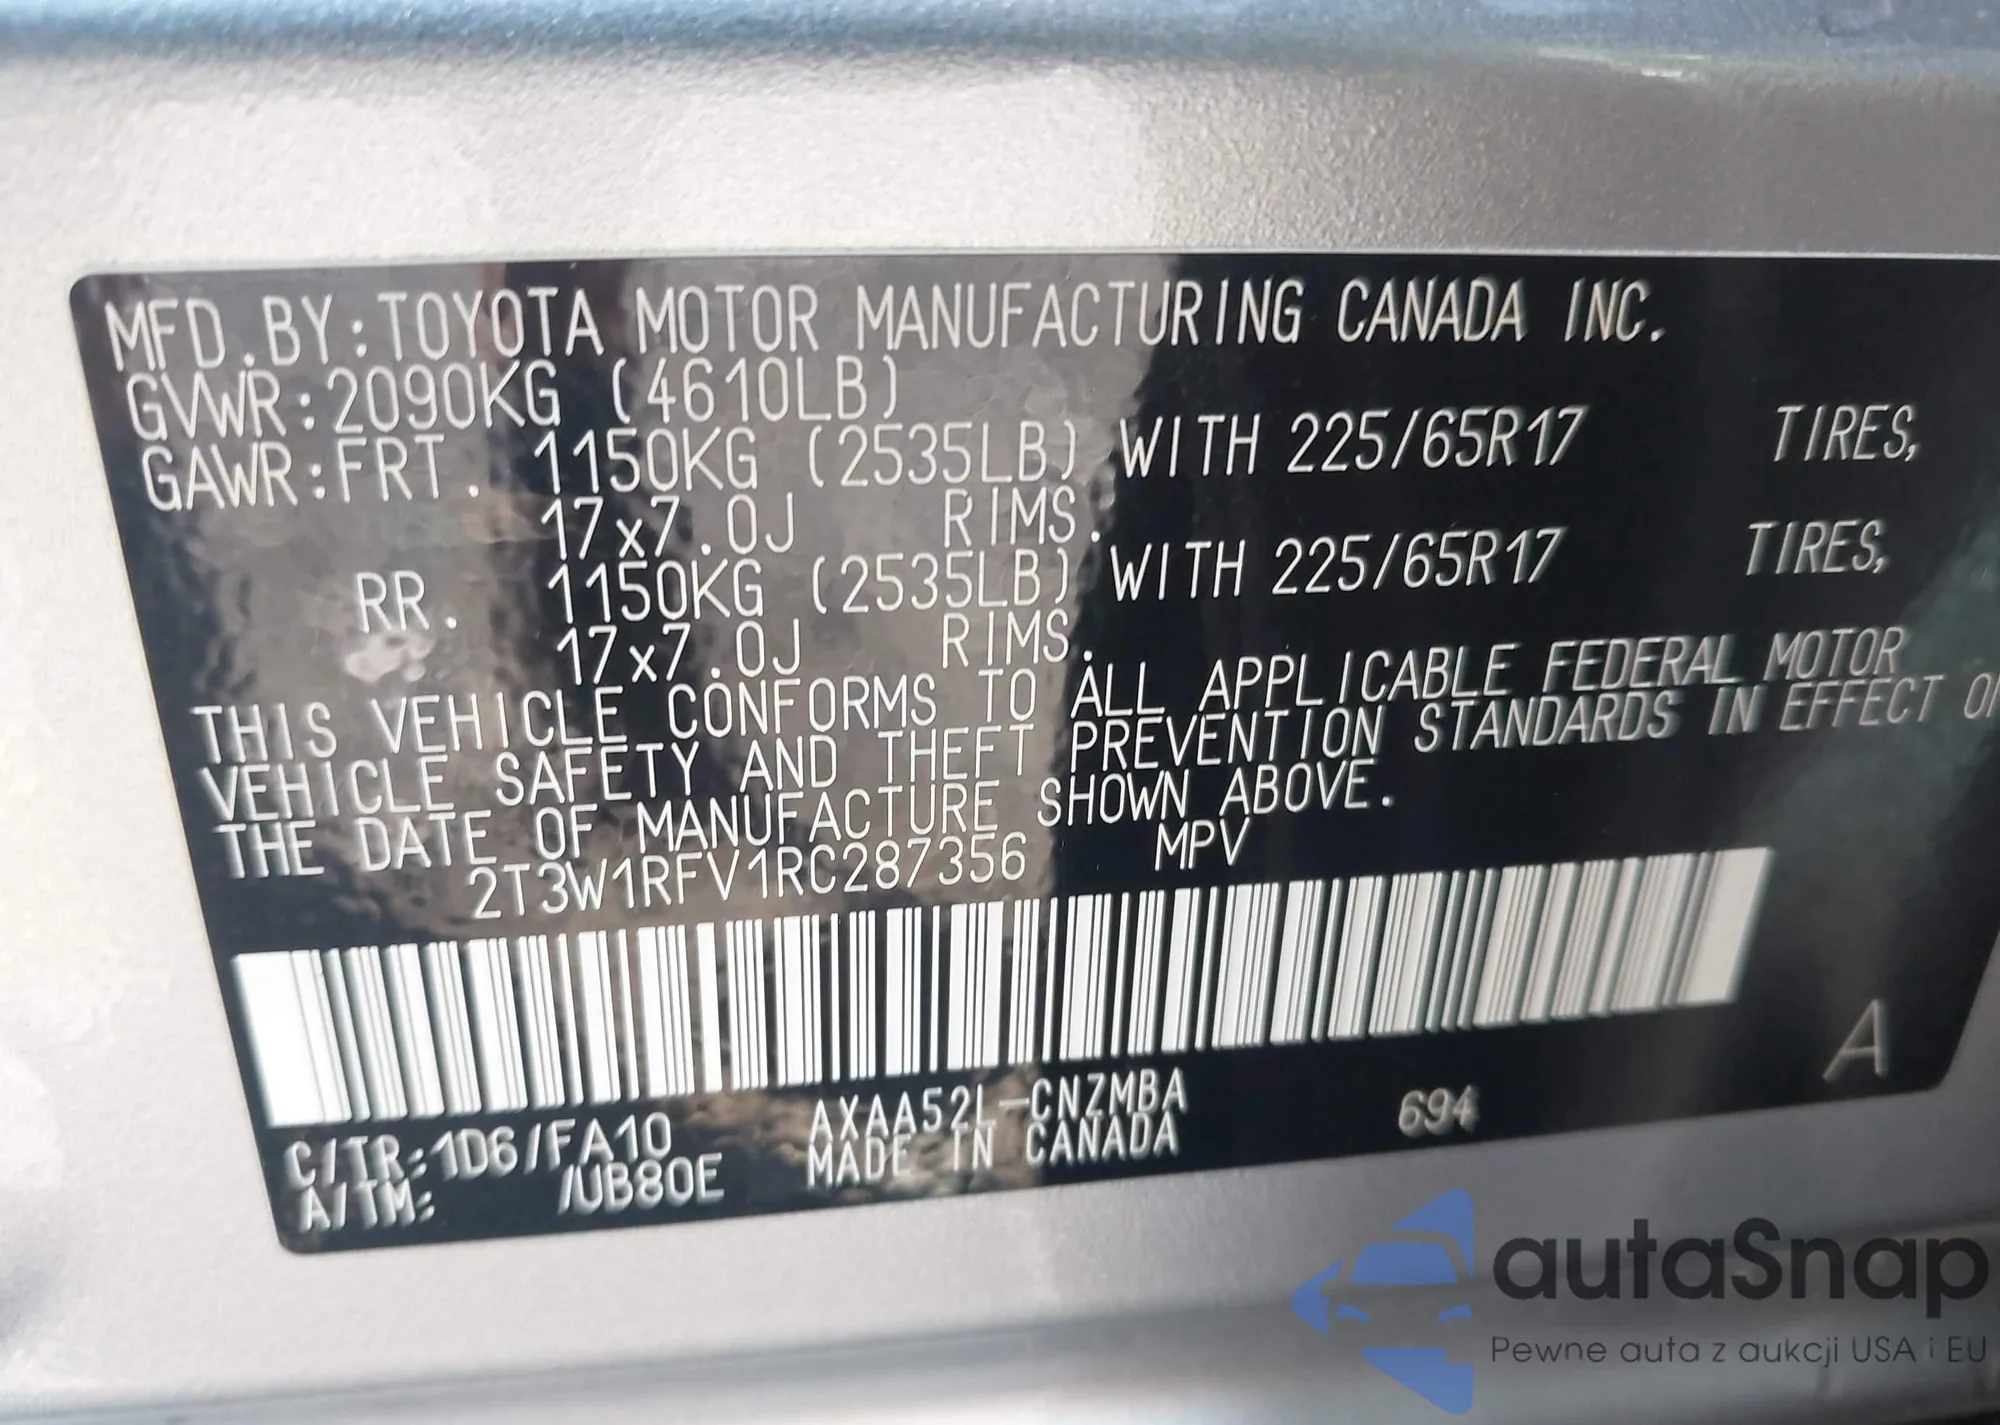 MFD.BY:TOYOTA MOTOR MANUFACTURING CANADA INC.
GVWR:2090KG (4610LB)
GAWR:FRT. 1150KG (2535LB) WITH 225/65R17 TIRES,
17x7.0J RIMS.
RR. 1150KG (2535LB) WITH 225/65R17 TIRES,
17x7.0J RIMS.
THIS VEHICLE CONFORMS TO ALL APPLICABLE FEDERAL MOTOR
VEHICLE SAFETY AND THEFT PREVENTION STANDARDS IN EFFECT
THE DATE OF MANUFACTURE SHOWN ABOVE.
2T3W1RFV1RC287356 MPV
A
C/TR:1D6/FA10 AXAA52L-CNZMBA 694
A/TM: /UB80E MADE IN CANADA
autaSnap
Pewne auta z aukcji USA i EU